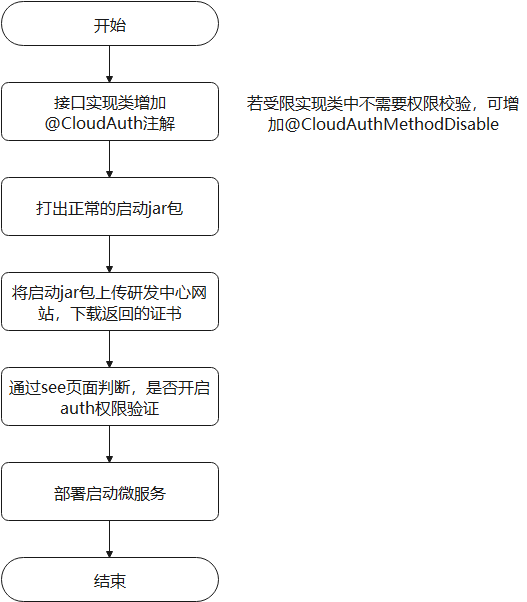 开始
接口实现类增加
@CloudAuth注解
若受限实现类中不需要权限校验，可增
加@CloudAuthMethodDisable
打出正常的启动jar包
将启动jar包上传研发中心网
站，下载返回的证书
通过see页面判断，是否开启
auth权限验证
部署启动微服务
结束